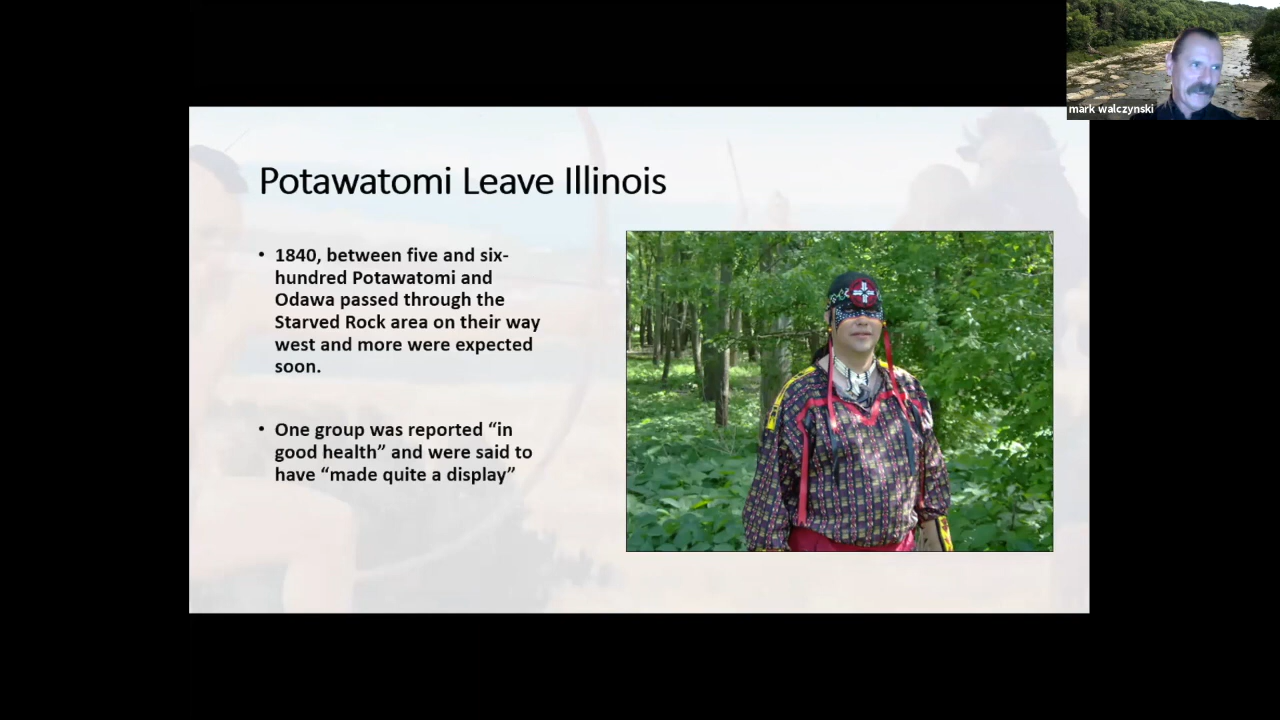 mark walczynski
Potawatomi Leave Illinois
• 1840, between five and six-
hundred Potawatomi and
Odawa passed through the
Starved Rock area on their way
west and more were expected
soon.
• One group was reported “in
good health” and were said to
have “made quite a display”